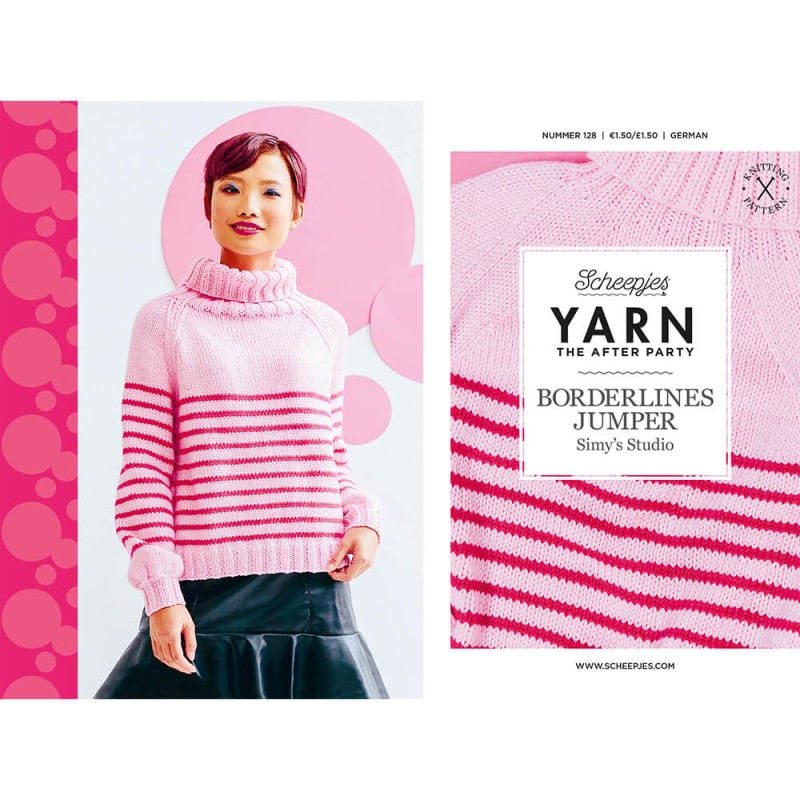 NUMMER 128 | €1.50/£1.50 | GERMAN
KNITTING
PATTERN
Scheepjes
YARN
THE AFTER PARTY
BORDERLINES
JUMPER
Simy's Studio
WWW.SCHEEPJES.COM